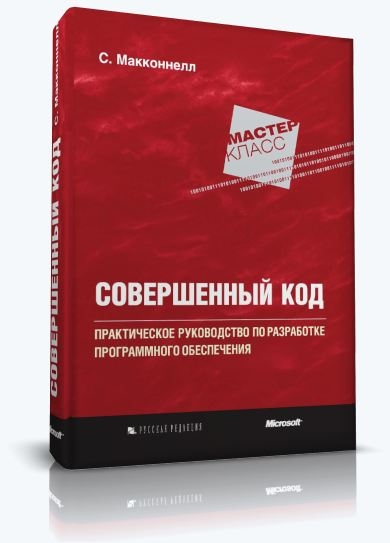 С. Макконнелл
СОВЕРШЕННЫЙ КОД
С. Макконнелл
МАСТЕР
КЛАСС
СОВЕРШЕННЫЙ КОД
ПРАКТИЧЕСКОЕ РУКОВОДСТВО ПО РАЗРАБОТКЕ
ПРОГРАММНОГО ОБЕСПЕЧЕНИЯ
РУССКАЯ РЕДАКЦИЯ
Microsoft